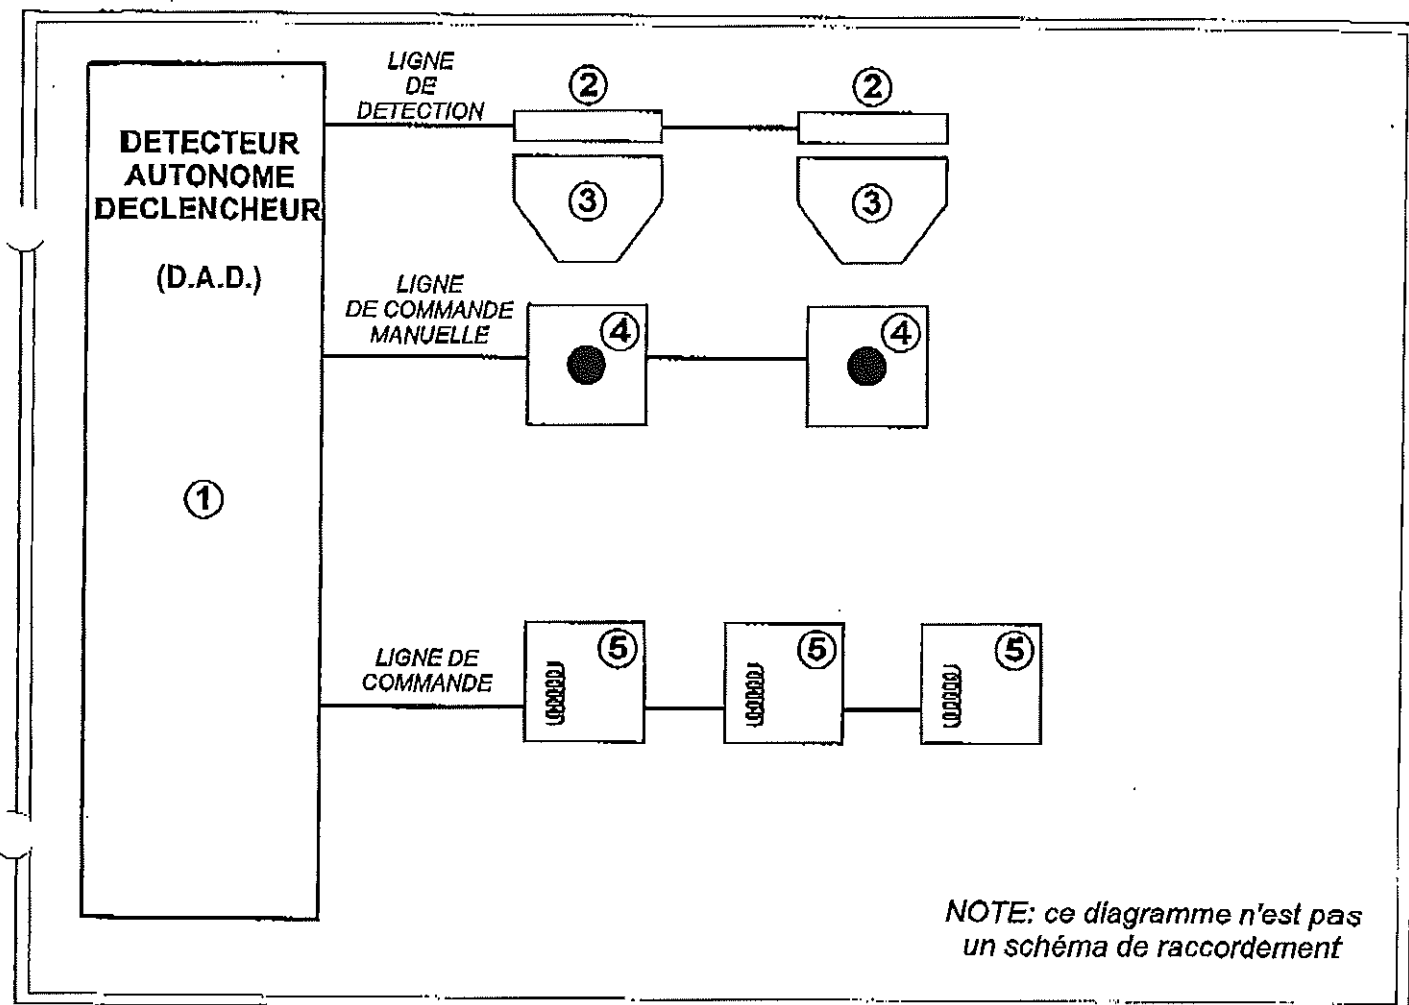 DETECTEUR
AUTONOME
DECLENCHEUR
(D.A.D.)
1
LIGNE
DE
DETECTION
2
2
3
3
LIGNE
DE COMMANDE
MANUELLE
4
4
LIGNE DE
COMMANDE
5
5
5
NOTE: ce diagramme n'est pas
un schéma de raccordement